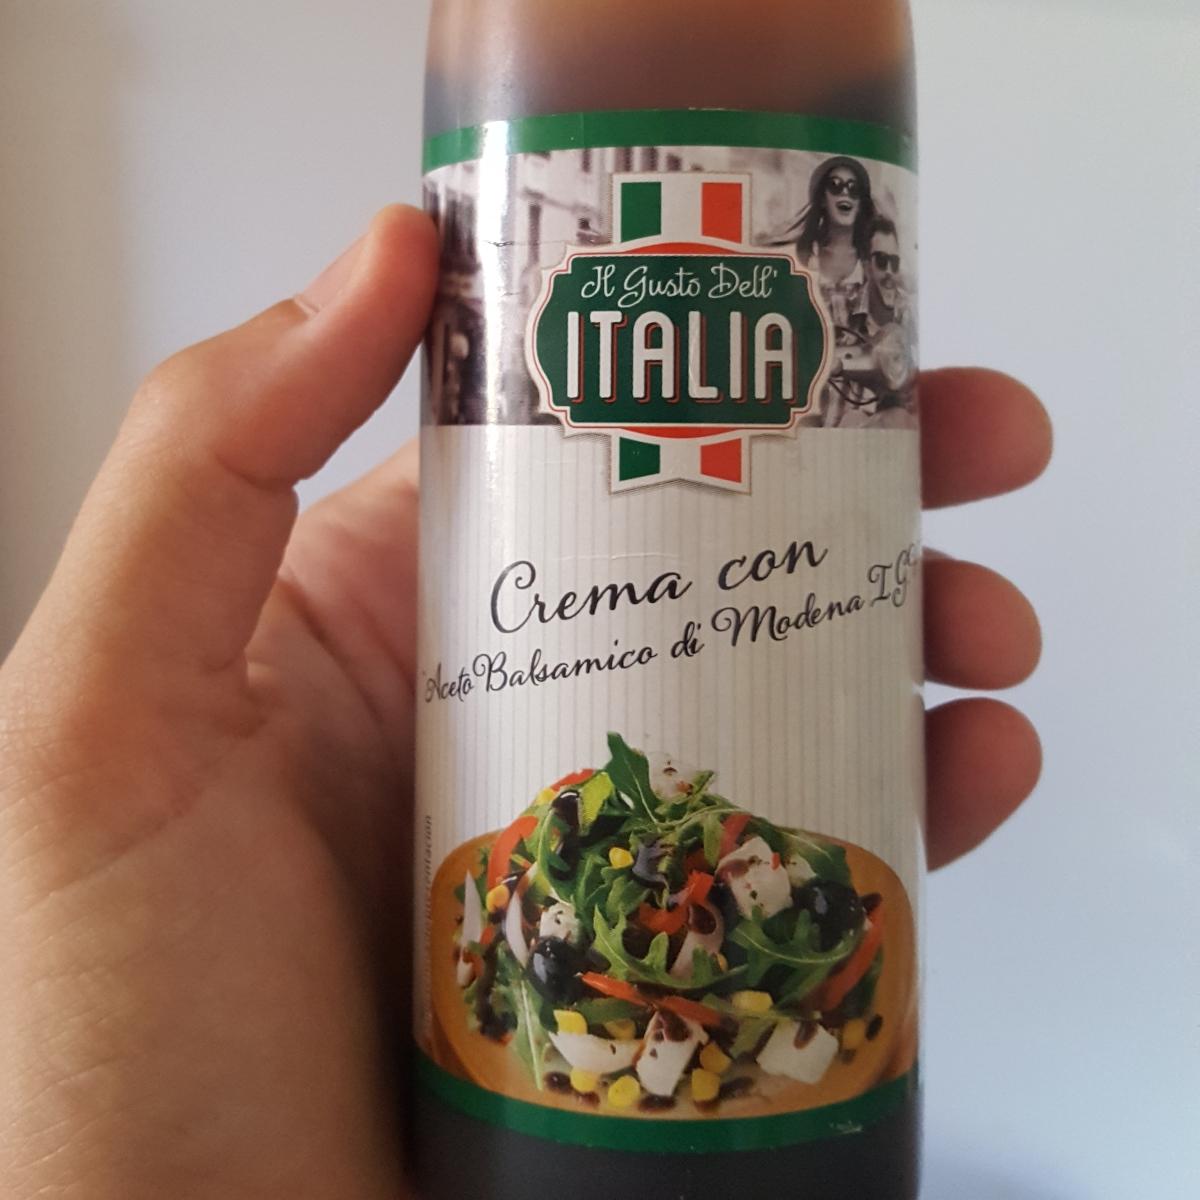 Il Gusto Dell'
ITALIA
Crema con
Aceto Balsamico di Modena